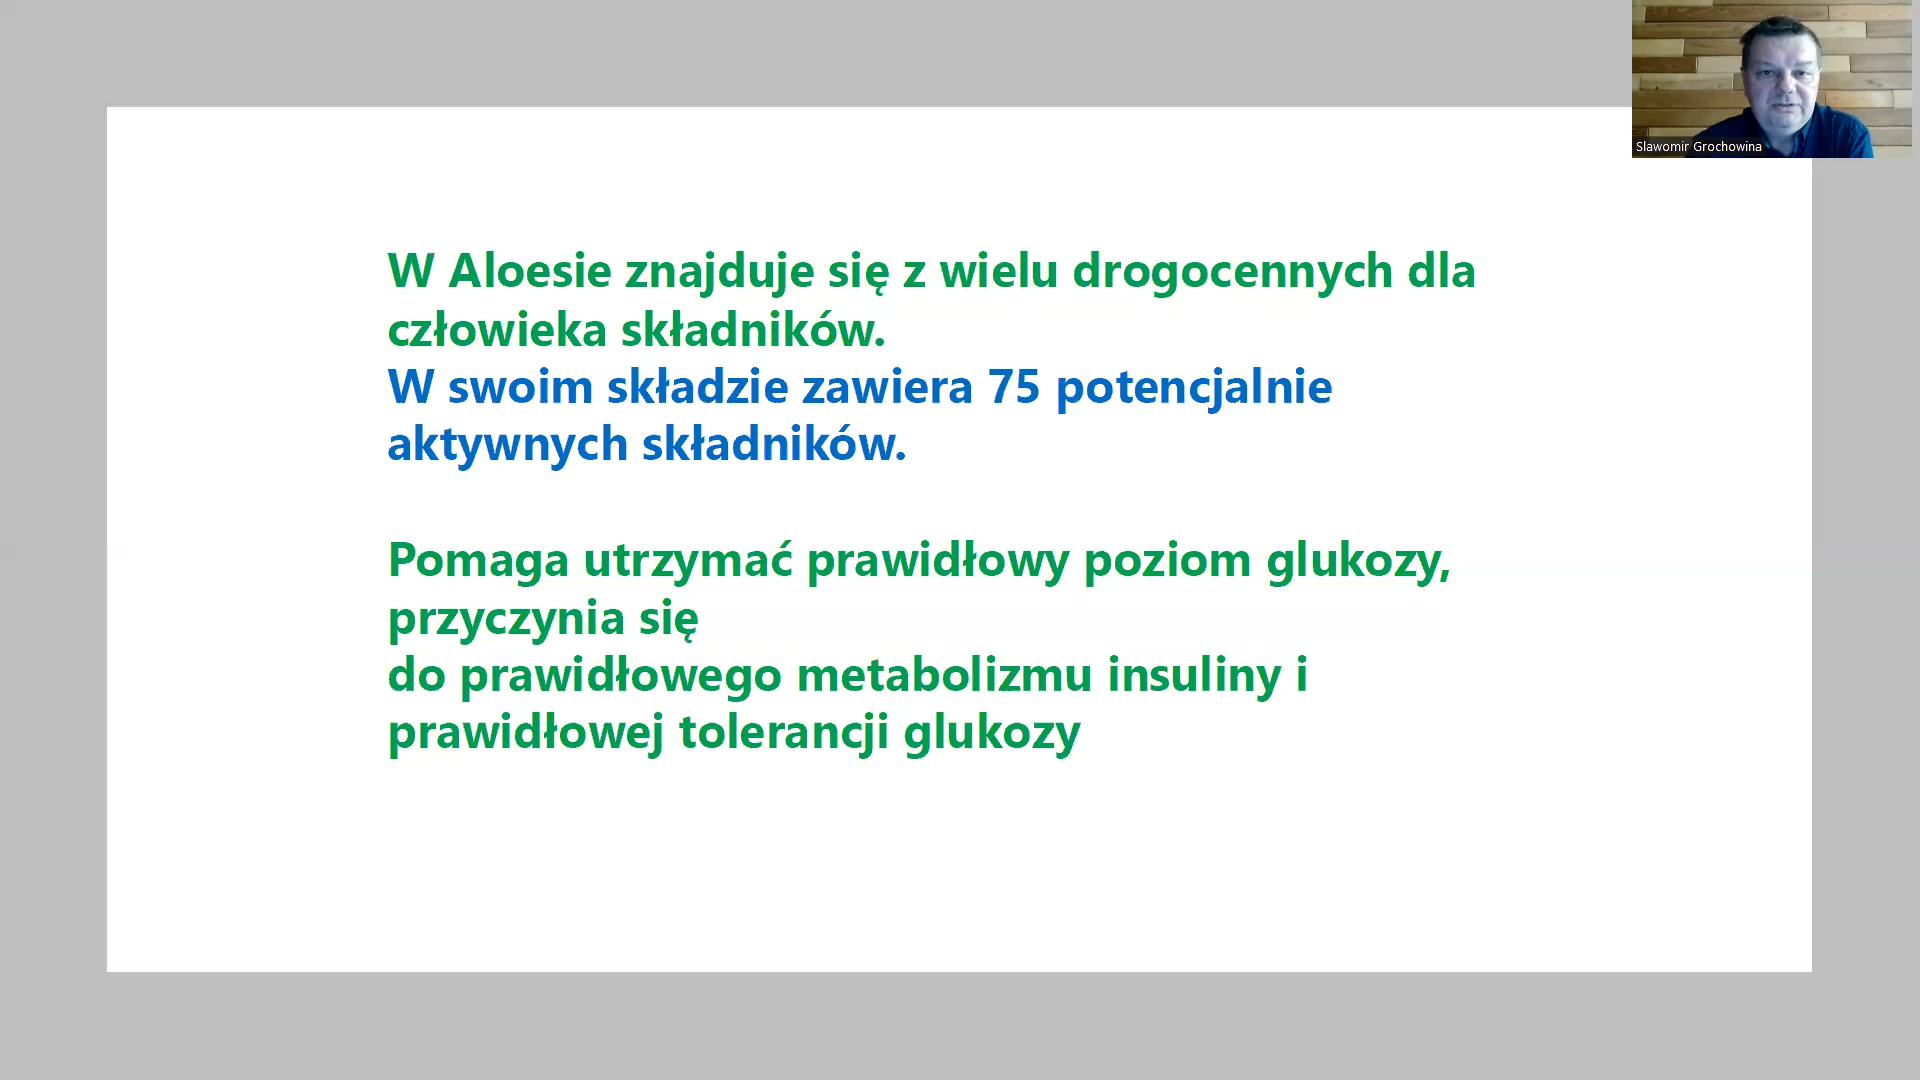 Slawomir Grochowina
W Aloesie znajduje się z wielu drogocennych dla
człowieka składników.
W swoim składzie zawiera 75 potencjalnie
aktywnych składników.
Pomaga utrzymać prawidłowy poziom glukozy,
przyczynia się
do prawidłowego metabolizmu insuliny i
prawidłowej tolerancji glukozy